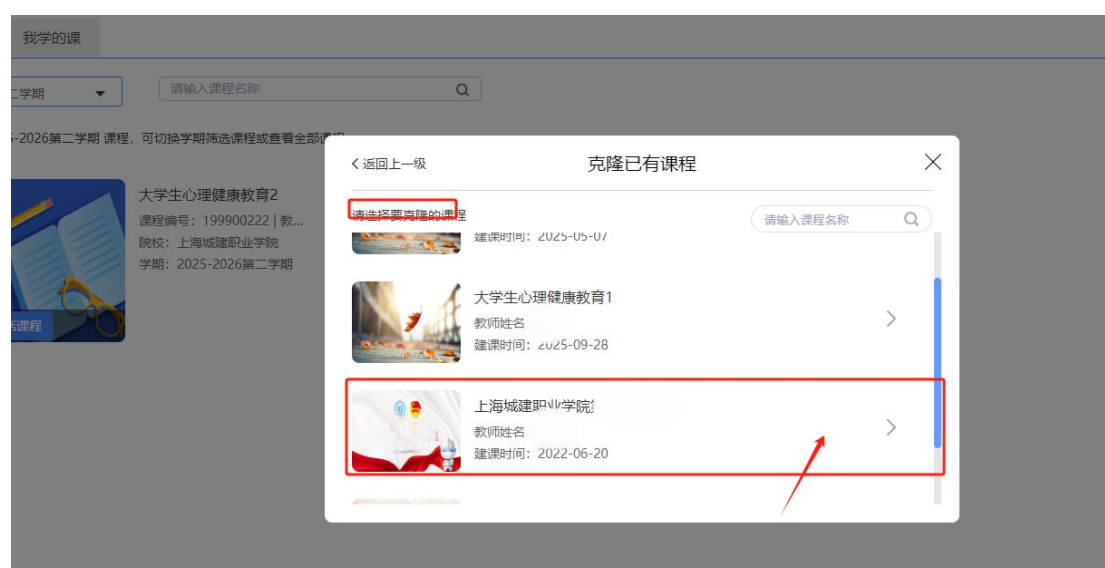 我学的课
二学期
请输入课程名称
-2026第二学期 课程，可切换学期筛选课程或查看全部课程
大学生心理健康教育2
课程编号：199900222 | 教...
院校：上海城建职业学院
学期：2025-2026第二学期
课程
返回上一级
克隆已有课程
请选择要克隆的课程
请输入课程名称
建课时间：2025-05-07
大学生心理健康教育1
教师姓名
建课时间：2025-09-28
上海城建职业学院
教师姓名
建课时间：2022-06-20